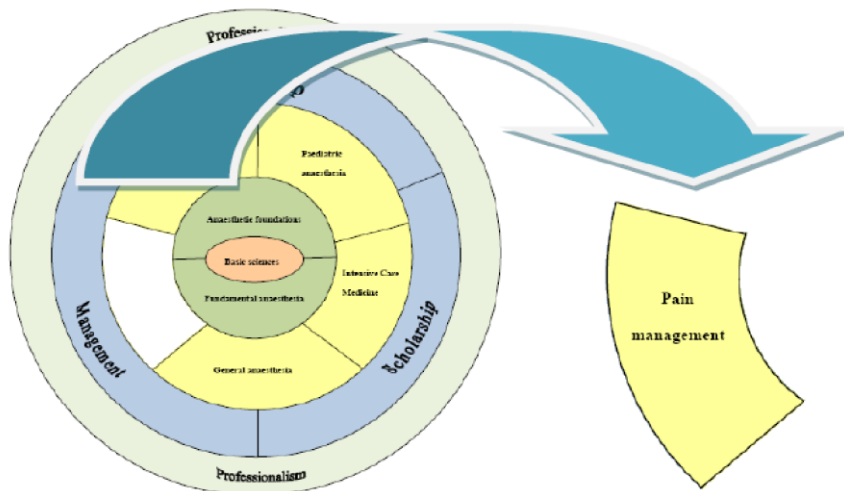 Paediatric
anaesthesia
Anaesthetic foundations
Basic sciences
Fundamental anaesthesia
Intensive Care
Medicine
General anaesthesia
Management
Scholarship
Professionalism
Pain
management